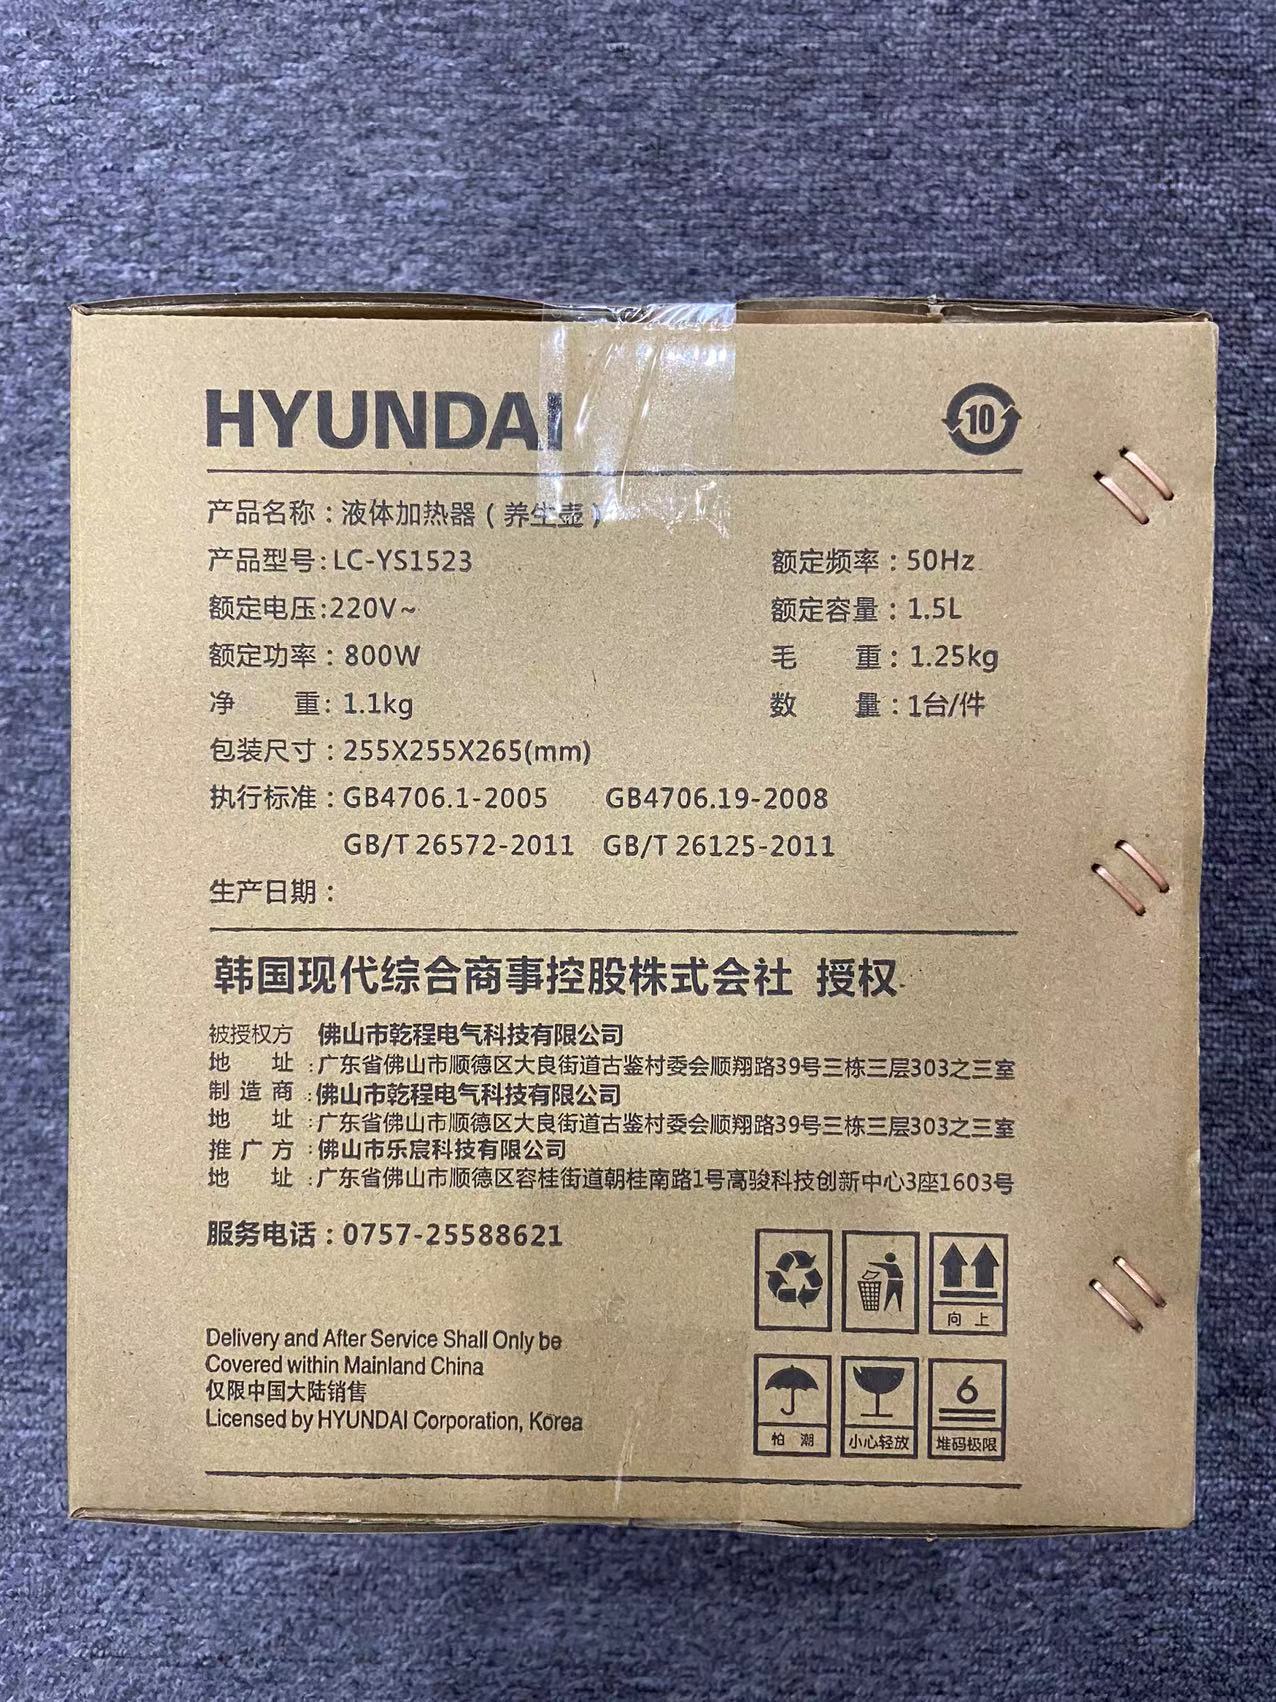 HYUNDAI
10
产品名称：液体加热器（养生壶）
产品型号：LC-YS1523
额定频率：50Hz
额定电压：220V~
额定容量：1.5L
额定功率：800W
毛 重：1.25kg
净 重：1.1kg
数 量：1台/件
包装尺寸：255X255X265(mm)
执行标准：GB4706.1-2005 GB4706.19-2008
GB/T 26572-2011 GB/T 26125-2011
生产日期：
韩国现代综合商事控股株式会社 授权
被授权方 佛山市乾程电气科技有限公司
地 址：广东省佛山市顺德区大良街道古鉴村委会顺翔路39号三栋三层303之三室
制造商：佛山市乾程电气科技有限公司
地 址：广东省佛山市顺德区大良街道古鉴村委会顺翔路39号三栋三层303之三室
推广方：佛山市乐宸科技有限公司
地 址：广东省佛山市顺德区容桂街道朝桂南路1号高骏科技创新中心3座1603号
服务电话：0757-25588621
向上
Delivery and After Service Shall Only be
Covered within Mainland China
仅限中国大陆销售
Licensed by HYUNDAI Corporation, Korea
6
怕潮 小心轻放 堆码极限